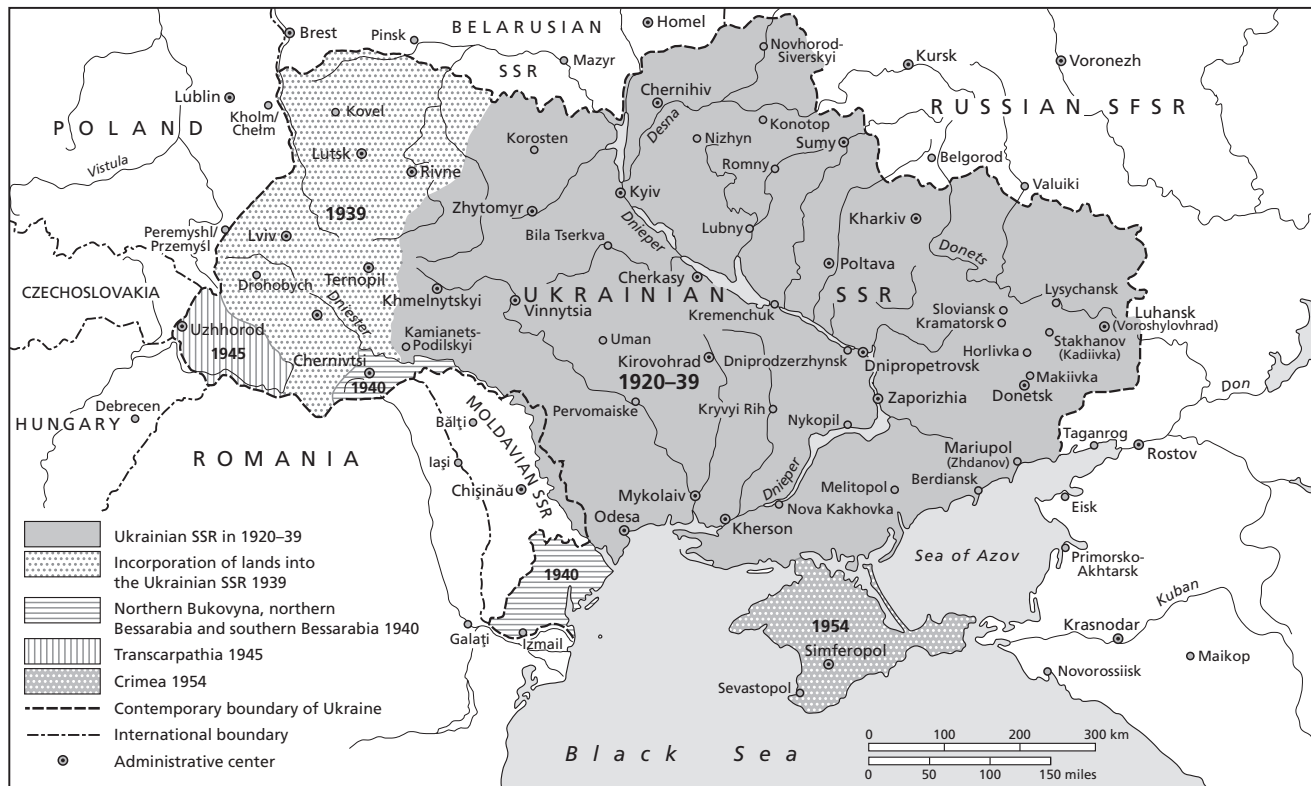 BELARUSIAN
SSR
Homel
Brest
Pinsk
Mazyr
Novhorod-
Siverskyi
Kursk
Voronezh
RUSSIAN SFSR
Lublin
Kholm/
Chełm
POLAND
Vistula
Kovel
Lutsk
Rivne
1939
Korosten
Chernihiv
Desna
Nizhyn
Konotop
Romny
Sumy
Belgorod
Valuiki
Kyiv
Zhytomyr
Dnieper
Bila Tserkva
Lubny
Kharkiv
Donets
Peremyshl/
Przemyśl
Lviv
Drohobych
Ternopil
Dniester
Khmelnytskyi
Vinnytsia
Cherkasy
Poltava
UKRAINIAN SSR
Kremenchuk
Sloviansk
Kramatorsk
Lysychansk
Luhansk
(Voroshylovhrad)
Stakhanov
(Kadiivka)
CZECHOSLOVAKIA
Uzhhorod
1945
Kamianets-
Podilskyi
Chernivtsi
1940
Uman
Kirovohrad
1920–39
Dniprodzerzhynsk
Dnipropetrovsk
Horlivka
Makiivka
Donetsk
Don
Debrecen
HUNGARY
Pervomaiske
Kryvyi Rih
Zaporizhia
Nykopil
ROMANIA
Bălți
Iași
Chișinău
MOLDAVIAN SSR
Mariupol
(Zhdanov)
Taganrog
Rostov
Berdiansk
Melitopol
Dnieper
Mykolaiv
Nova Kakhovka
Odesa
Kherson
Eisk
Sea of Azov
Primorsko-
Akhtarsk
1940
1954
Kuban
Krasnodar
Galați
Izmail
Simferopol
Sevastopol
Maikop
Novorossiisk
Black Sea
Ukrainian SSR in 1920–39
Incorporation of lands into
the Ukrainian SSR 1939
Northern Bukovyna, northern
Bessarabia and southern Bessarabia 1940
Transcarpathia 1945
Crimea 1954
Contemporary boundary of Ukraine
International boundary
Administrative center
0 100 200 300 km
0 50 100 150 miles